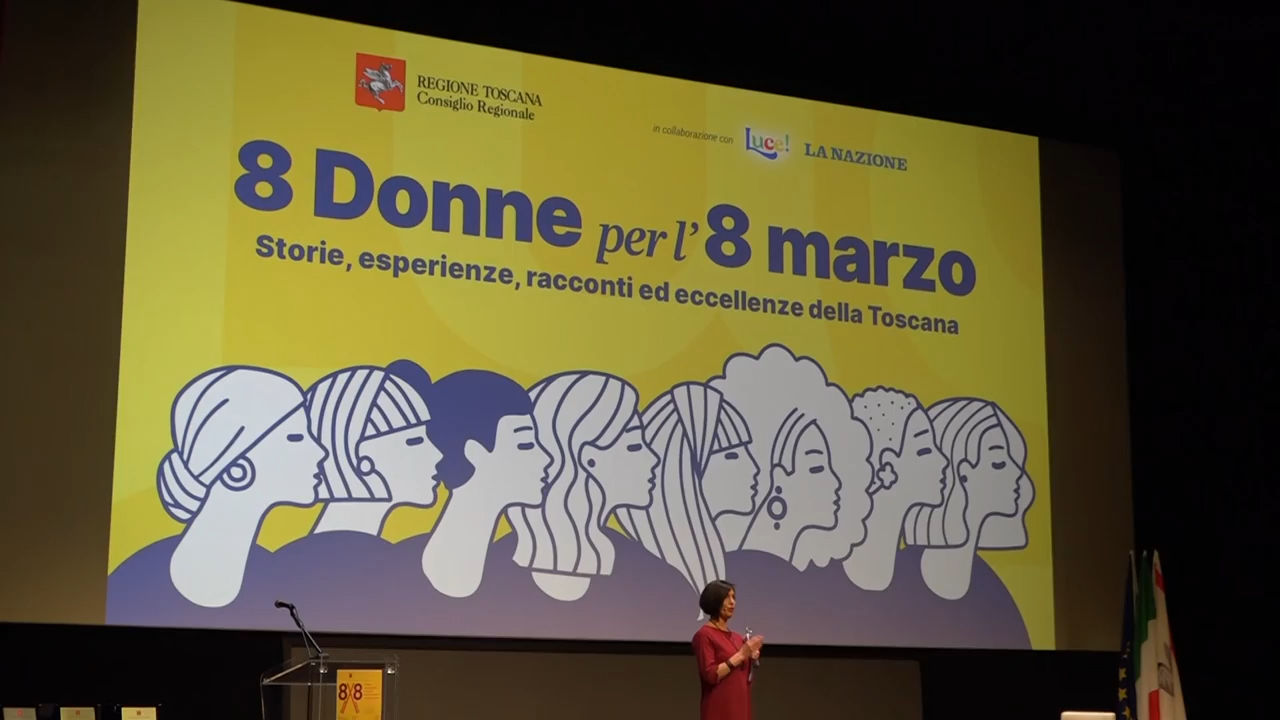 REGIONE TOSCANA
Consiglio Regionale
in collaborazione con Luce! LA NAZIONE
8 Donne per l'8 marzo
Storie, esperienze, racconti ed eccellenze della Toscana
8X8